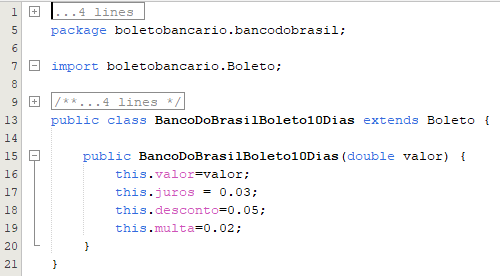 1 ...4 lines
5 package boletobancario.bancodobrasil;
6
7 import boletobancario.Boleto;
8
9 /**...4 lines */
13 public class BancoDoBrasilBoleto10Dias extends Boleto {
14
15 public BancoDoBrasilBoleto10Dias(double valor) {
16 this.valor=valor;
17 this.juros = 0.03;
18 this.desconto=0.05;
19 this.multa=0.02;
20 }
21 }